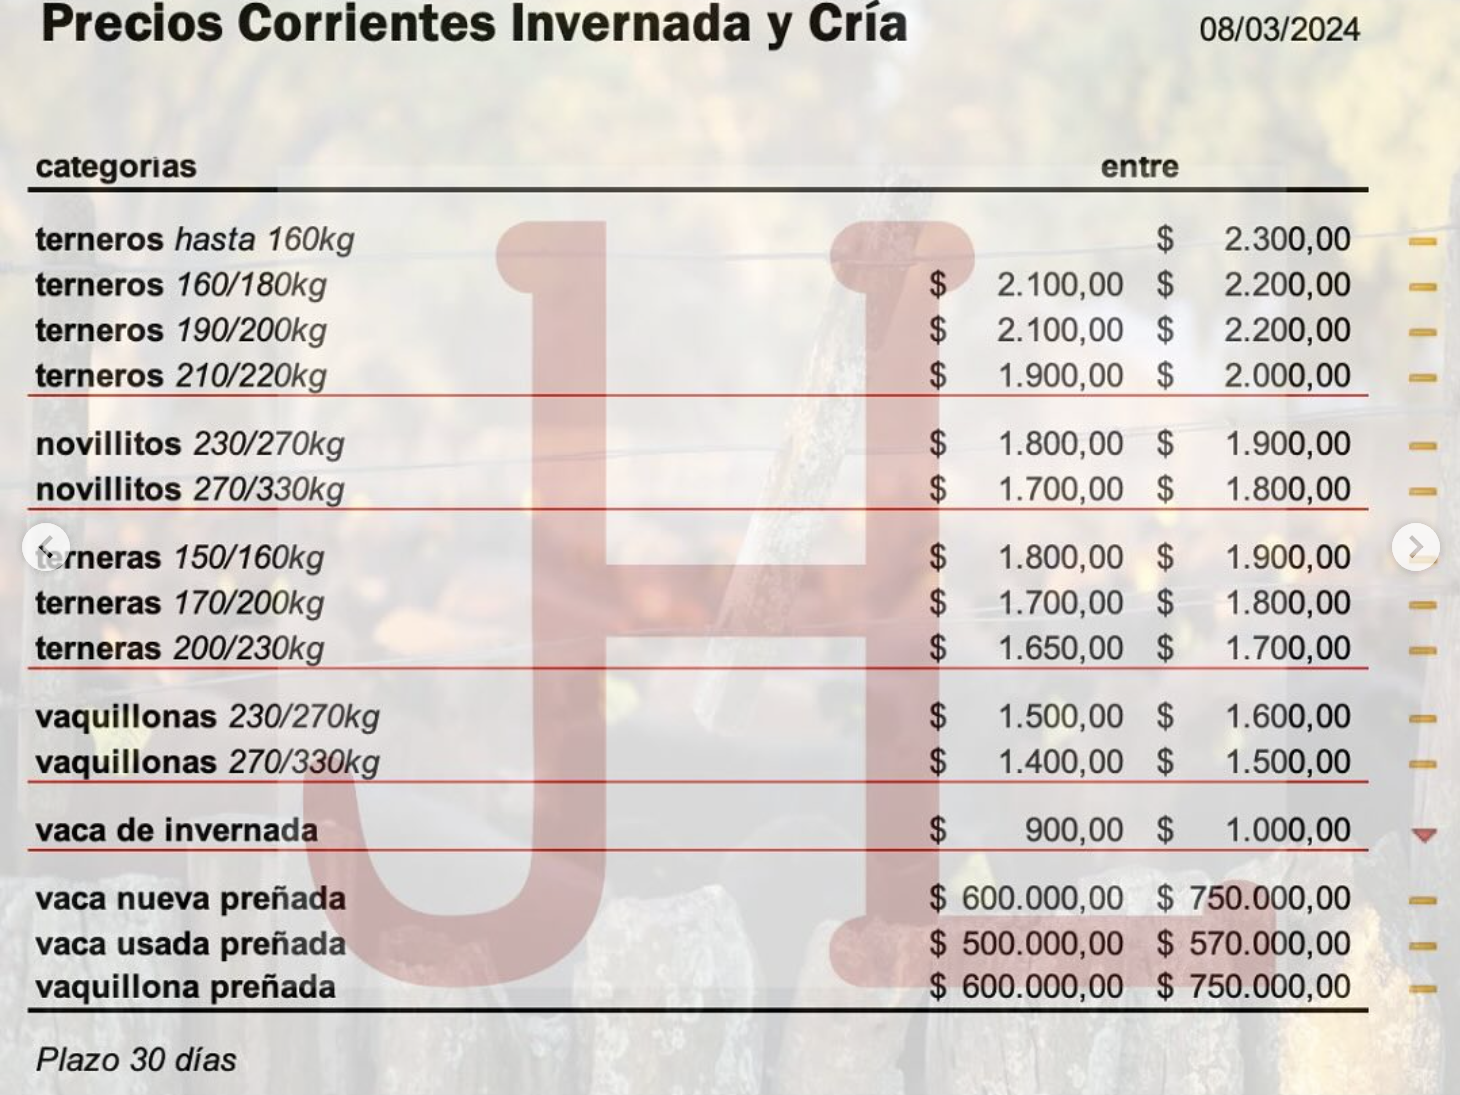 Precios Corrientes Invernada y Cría 08/03/2024
categorías entre
terneros hasta 160kg $ 2.300,00
terneros 160/180kg $ 2.100,00 $ 2.200,00
terneros 190/200kg $ 2.100,00 $ 2.200,00
terneros 210/220kg $ 1.900,00 $ 2.000,00
novillitos 230/270kg $ 1.800,00 $ 1.900,00
novillitos 270/330kg $ 1.700,00 $ 1.800,00
terneras 150/160kg $ 1.800,00 $ 1.900,00
terneras 170/200kg $ 1.700,00 $ 1.800,00
terneras 200/230kg $ 1.650,00 $ 1.700,00
vaquillonas 230/270kg $ 1.500,00 $ 1.600,00
vaquillonas 270/330kg $ 1.400,00 $ 1.500,00
vaca de invernada $ 900,00 $ 1.000,00
vaca nueva preñada $ 600.000,00 $ 750.000,00
vaca usada preñada $ 500.000,00 $ 570.000,00
vaquillona preñada $ 600.000,00 $ 750.000,00
Plazo 30 días